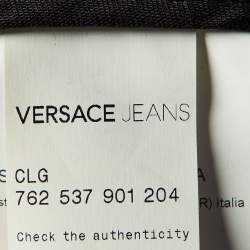 VERSACE JEANS
CLG
762 537 901 204
R) Italia
Check the authenticity